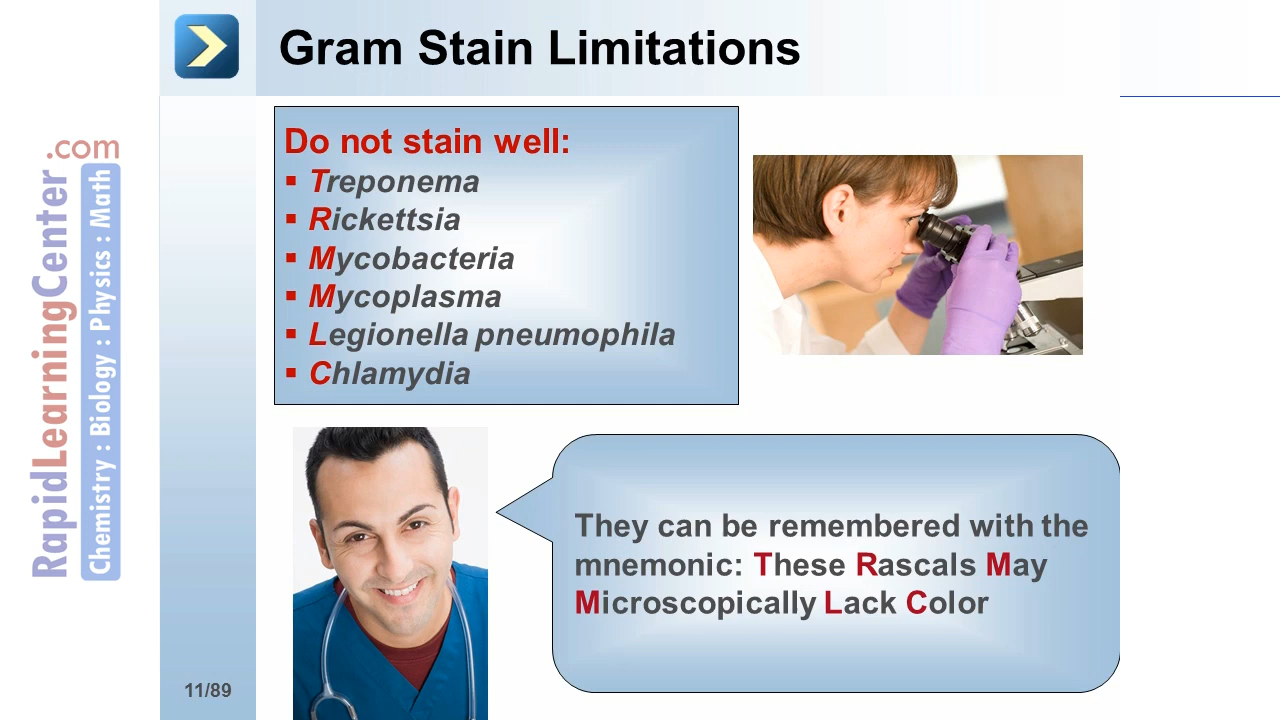 Gram Stain Limitations
Do not stain well:
▪ Treponema
▪ Rickettsia
▪ Mycobacteria
▪ Mycoplasma
▪ Legionella pneumophila
▪ Chlamydia
They can be remembered with the
mnemonic: These Rascals May
Microscopically Lack Color
RapidLearningCenter.com
Chemistry : Biology : Physics : Math
11/89